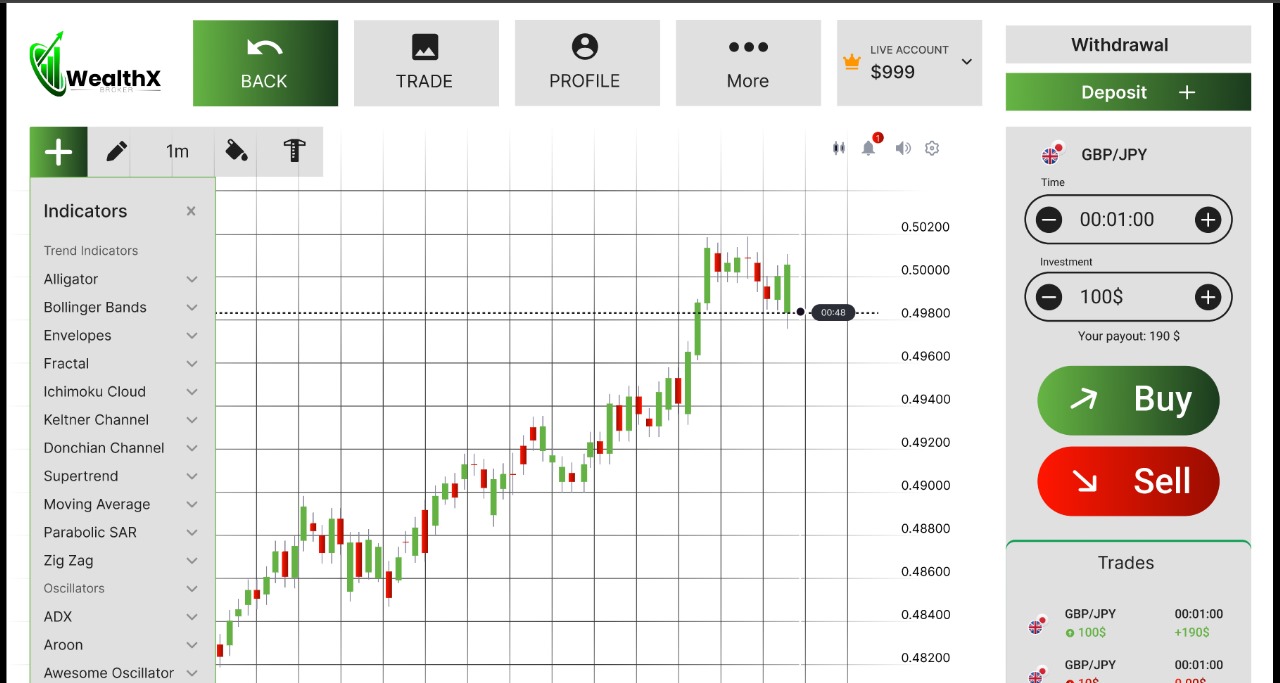 WealthX
BROKER
BACK
TRADE
PROFILE
More
LIVE ACCOUNT
$999
Withdrawal
Deposit +
1m
1
Indicators
Trend Indicators
Alligator
Bollinger Bands
Envelopes
Fractal
Ichimoku Cloud
Keltner Channel
Donchian Channel
Supertrend
Moving Average
Parabolic SAR
Zig Zag
Oscillators
ADX
Aroon
Awesome Oscillator
00:48
0.50200
0.50000
0.49800
0.49600
0.49400
0.49200
0.49000
0.48800
0.48600
0.48400
0.48200
GBP/JPY
Time
00:01:00
Investment
100$
Your payout: 190 $
Buy
Sell
Trades
GBP/JPY 00:01:00
100$ +190$
GBP/JPY 00:01:00
10$ 0.00$